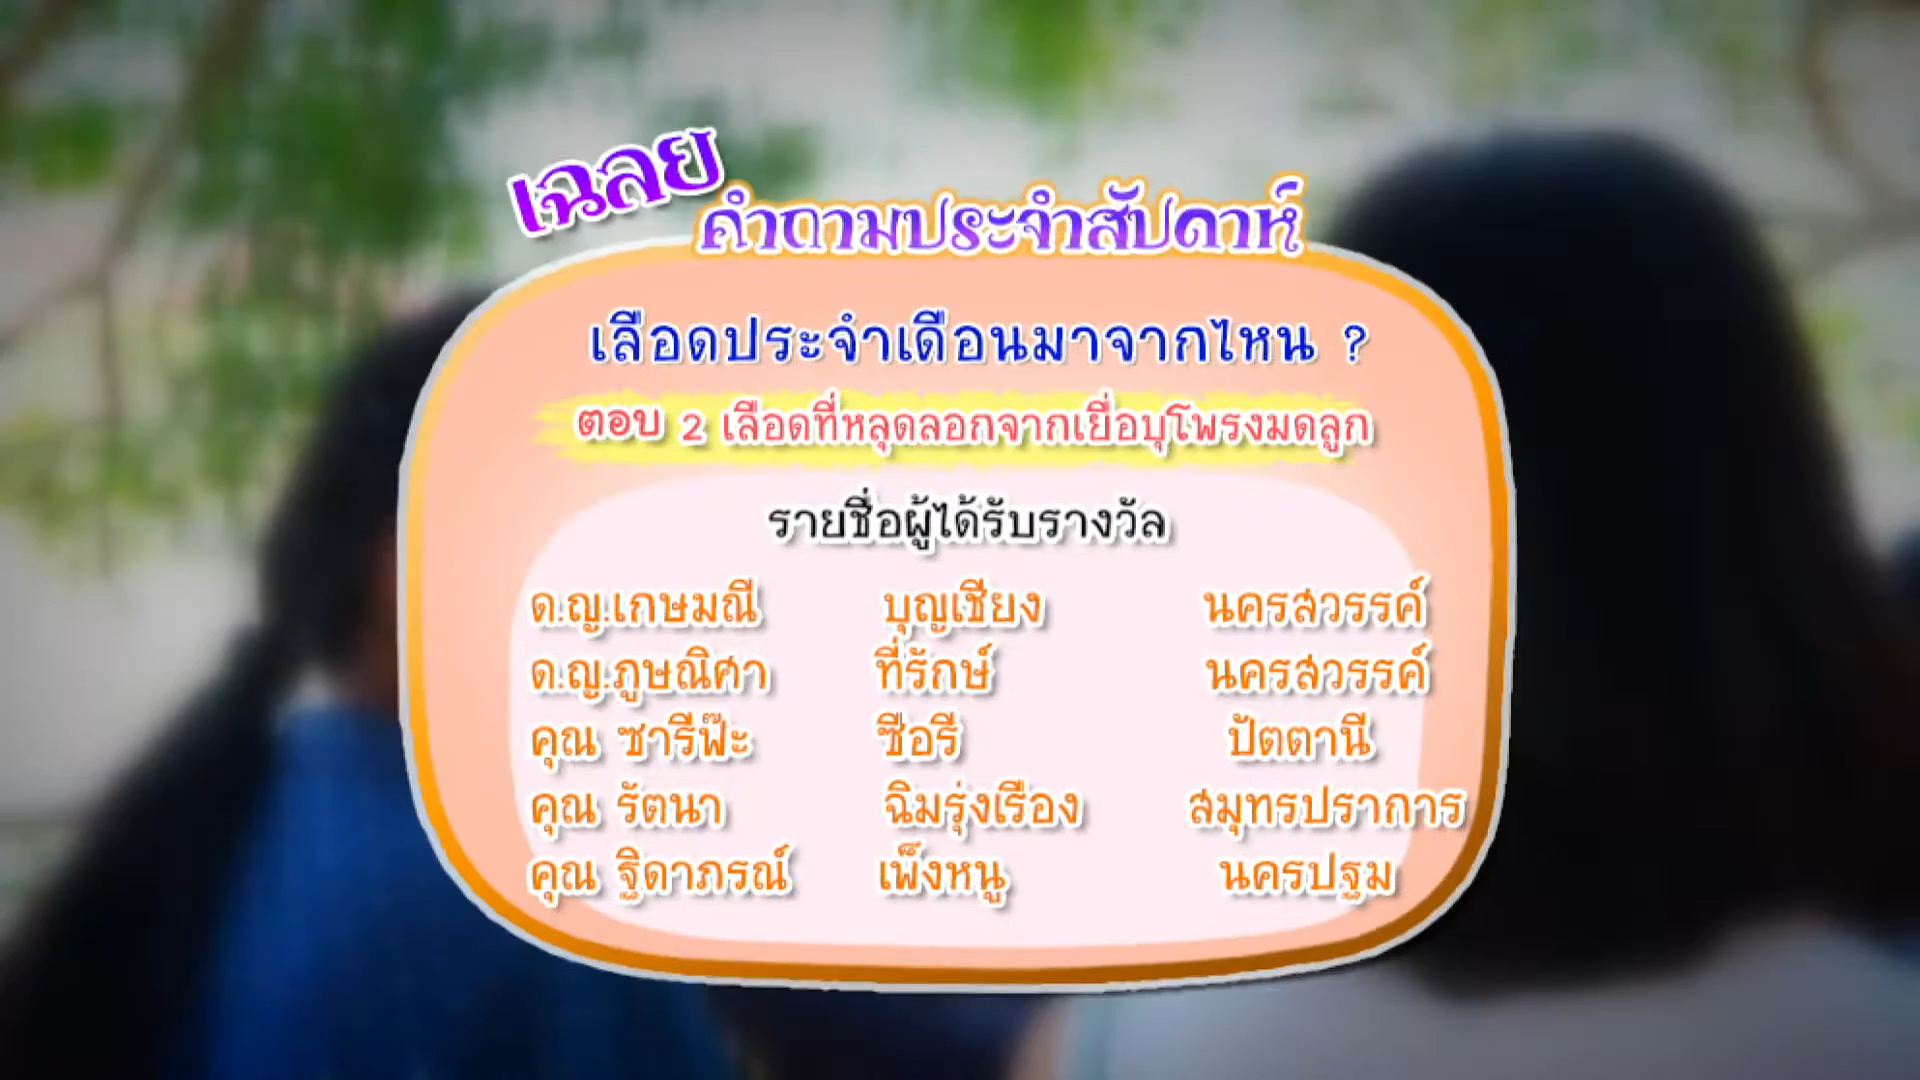 เฉลย
คำถามประจำสัปดาห์
เลือดประจำเดือนมาจากไหน ?
ตอบ 2 เลือดที่หลุดลอกจากเยื่อบุโพรงมดลูก
รายชื่อผู้ได้รับรางวัล
ด.ญ.เกษมณี บุญเชียง นครสวรรค์
ด.ญ.ภูษณิศา ที่รักษ์ นครสวรรค์
คุณ ซารีฟ๊ะ ซีอรี ปัตตานี
คุณ รัตนา ฉิมรุ่งเรือง สมุทรปราการ
คุณ ฐิดาภรณ์ เพ็งหนู นครปฐม